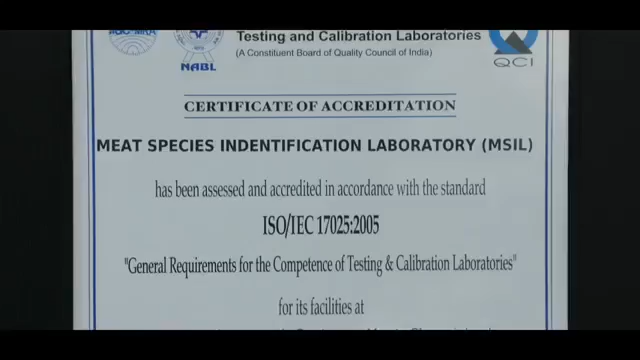 Testing and Calibration Laboratories
(A Constituent Board of Quality Council of India)
NABL
QCI
CERTIFICATE OF ACCREDITATION
MEAT SPECIES INDENTIFICATION LABORATORY (MSIL)
has been assessed and accredited in accordance with the standard
ISO/IEC 17025:2005
"General Requirements for the Competence of Testing & Calibration Laboratories"
for its facilities at